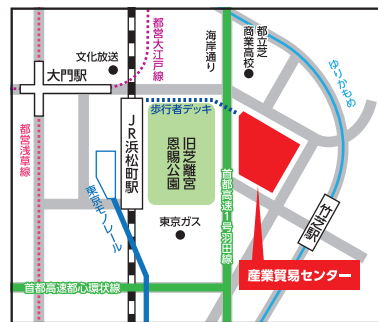 都営大江戸線
海岸通り
都立芝
商業高校
文化放送
大門駅
ゆりかもめ
歩行者デッキ
都営浅草線
JR浜松町駅
旧芝離宮
恩賜公園
首都高速1号羽田線
東京モノレール
東京ガス
竹芝駅
産業貿易センター
首都高速都心環状線